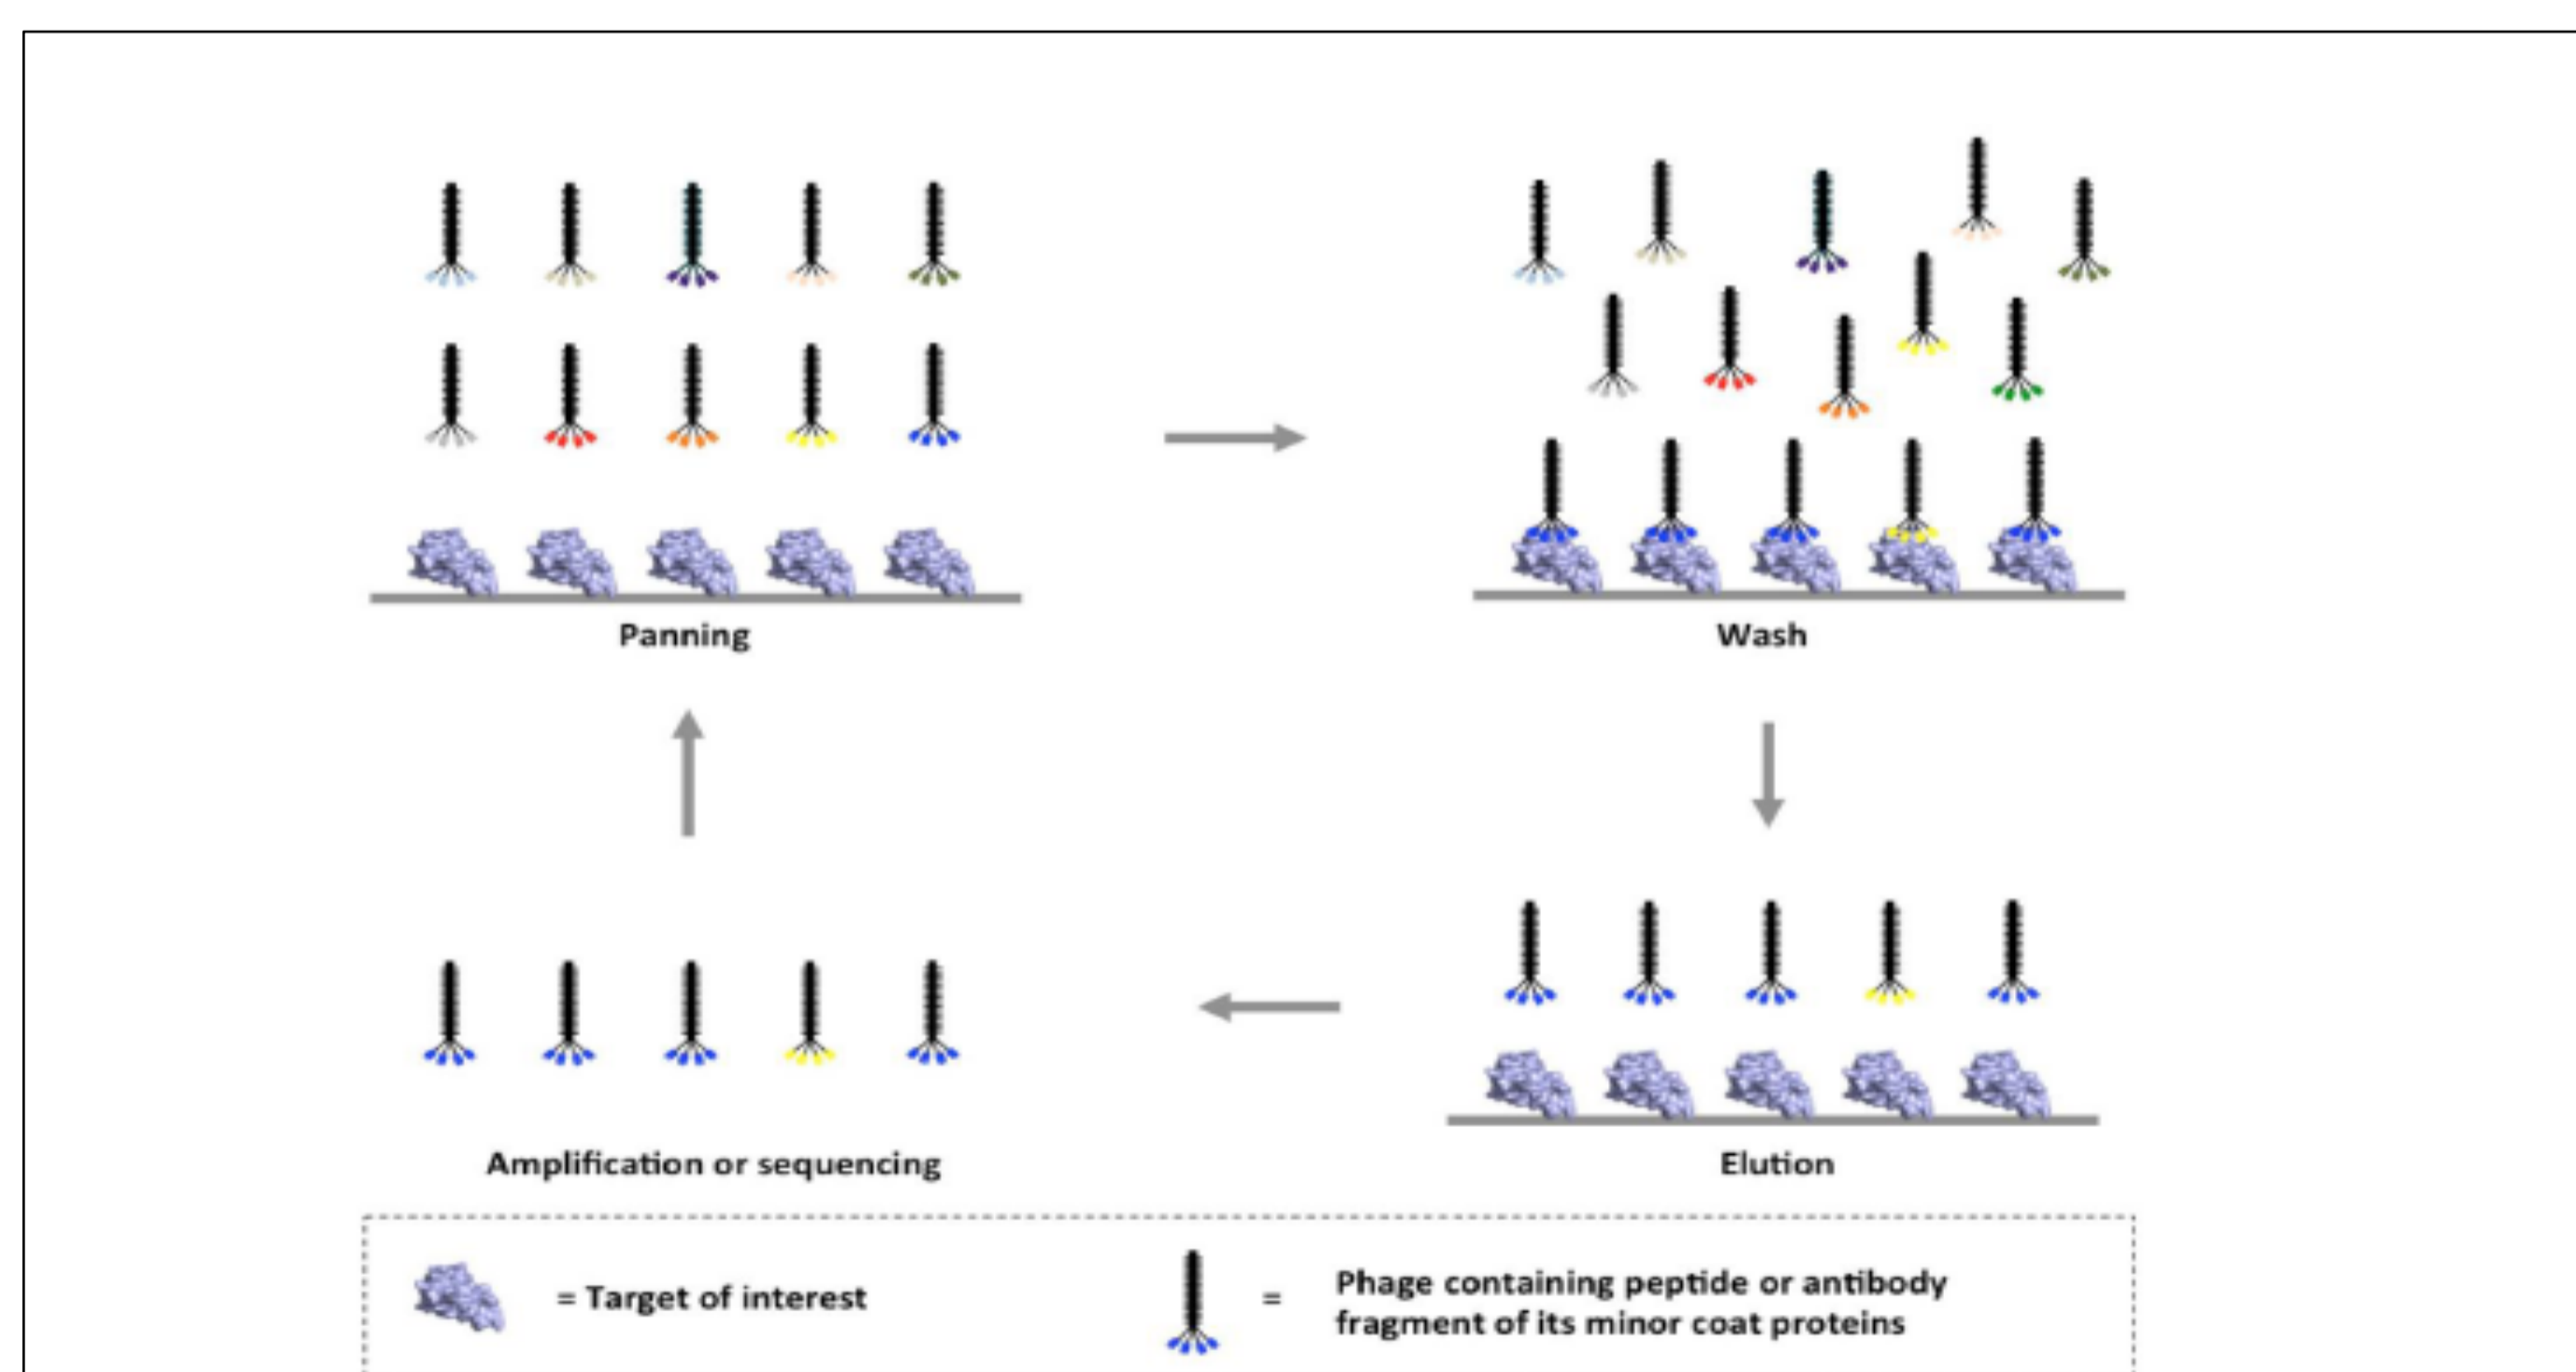 Panning
Wash
Amplification or sequencing
Elution
= Target of interest
= Phage containing peptide or antibody
fragment of its minor coat proteins